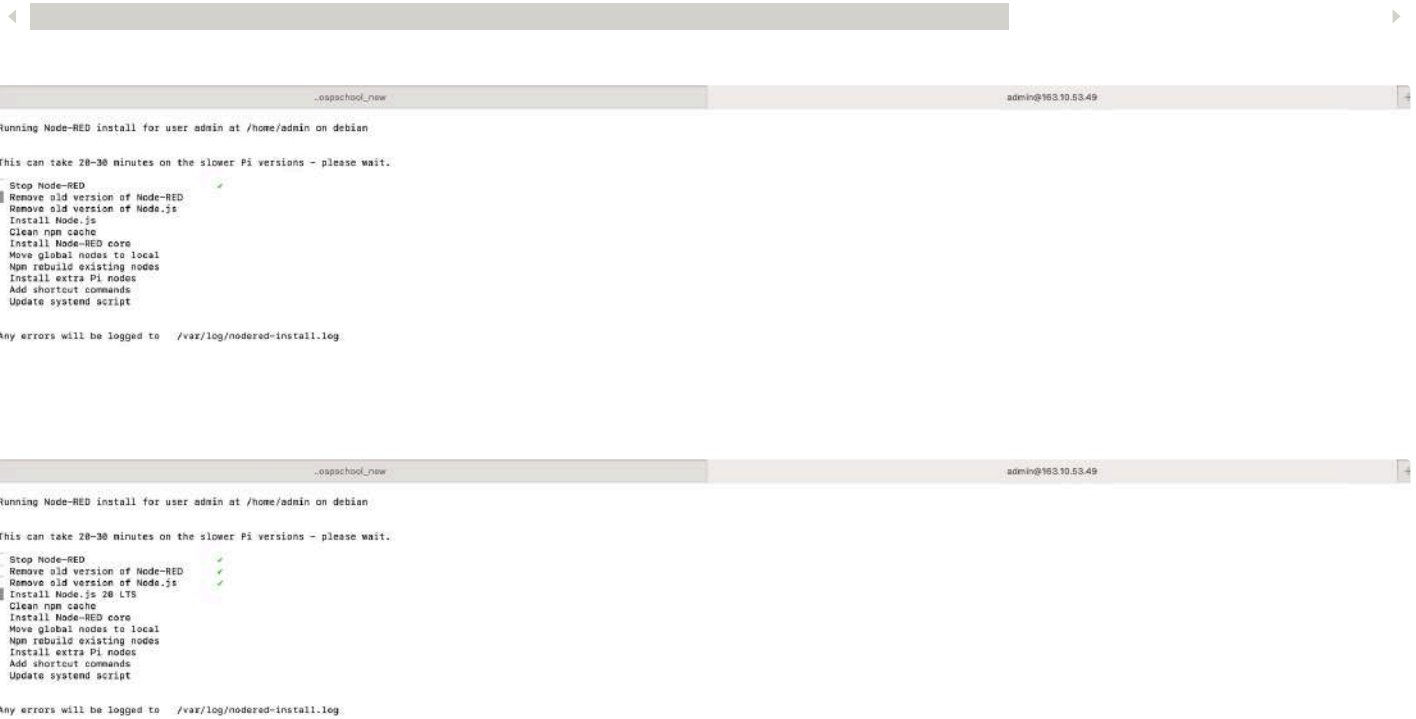 ..ospschool_new
admin@163.10.53.49
+
Running Node-RED install for user admin at /home/admin on debian
This can take 20-30 minutes on the slower Pi versions - please wait.
Stop Node-RED ✔
Remove old version of Node-RED
Remove old version of Node.js
Install Node.js
Clean npm cache
Install Node-RED core
Move global nodes to local
Npm rebuild existing nodes
Install extra Pi nodes
Add shortcut commands
Update systemd script
Any errors will be logged to /var/log/nodered-install.log
..ospschool_new
admin@163.10.53.49
+
Running Node-RED install for user admin at /home/admin on debian
This can take 20-30 minutes on the slower Pi versions - please wait.
Stop Node-RED ✔
Remove old version of Node-RED ✔
Remove old version of Node.js ✔
Install Node.js 20 LTS
Clean npm cache
Install Node-RED core
Move global nodes to local
Npm rebuild existing nodes
Install extra Pi nodes
Add shortcut commands
Update systemd script
Any errors will be logged to /var/log/nodered-install.log